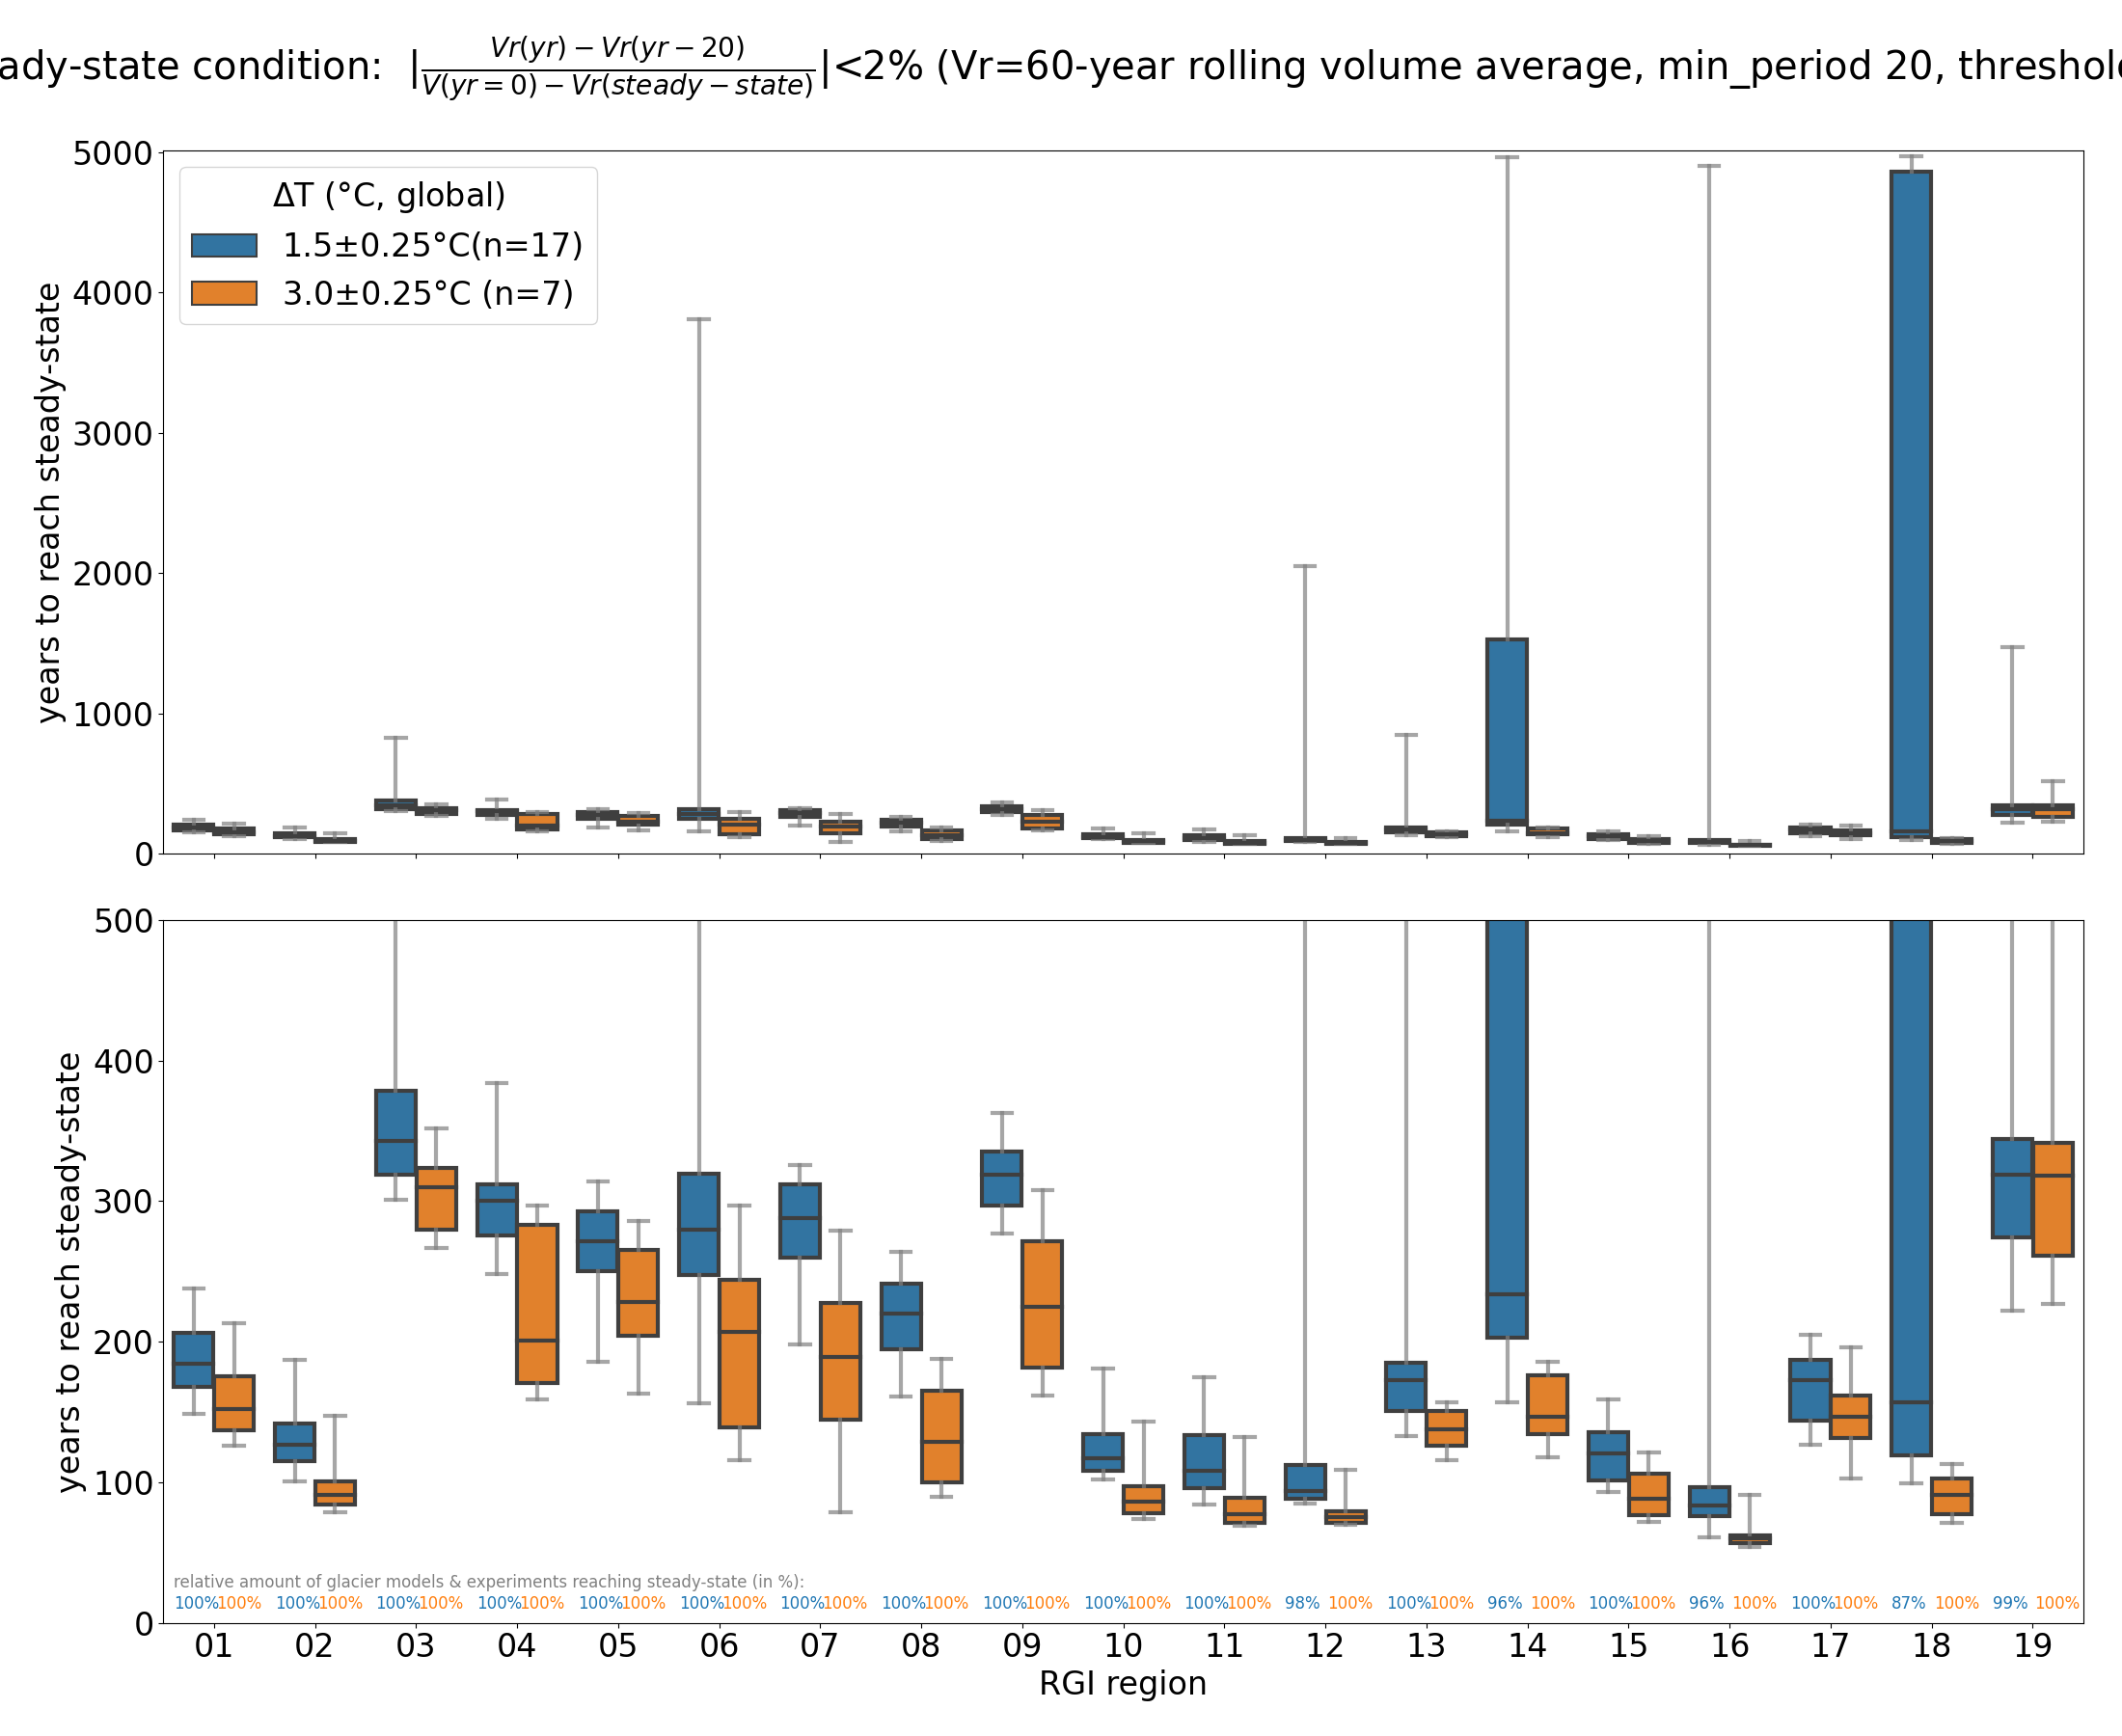 ady-state condition: |Vr(yr) − Vr(yr − 20) / V(yr = 0) − Vr(steady − state)|<2% (Vr=60-year rolling volume average, min_period 20, threshol
5000
4000
3000
2000
1000
0
years to reach steady-state
ΔT (°C, global)
1.5±0.25°C(n=17)
3.0±0.25°C (n=7)
500
400
300
200
100
0
years to reach steady-state
relative amount of glacier models & experiments reaching steady-state (in %):
100% 100% 100% 100% 100% 100% 100% 100% 100% 100% 100% 100% 100% 100% 100% 100% 100% 100% 100% 100% 100% 100% 98% 100% 100% 100% 96% 100% 100% 100% 96% 100% 100% 100% 87% 100% 99% 100%
01 02 03 04 05 06 07 08 09 10 11 12 13 14 15 16 17 18 19
RGI region